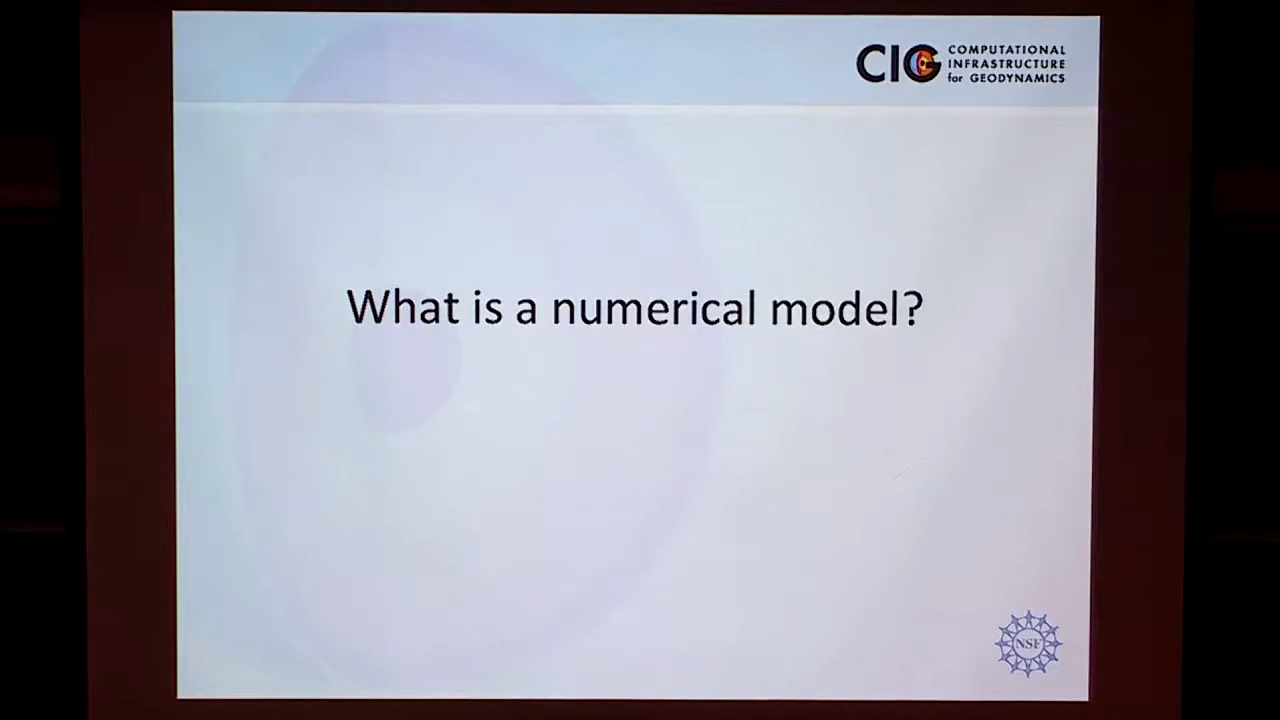 CIG COMPUTATIONAL
INFRASTRUCTURE
for GEODYNAMICS
What is a numerical model?
NSF